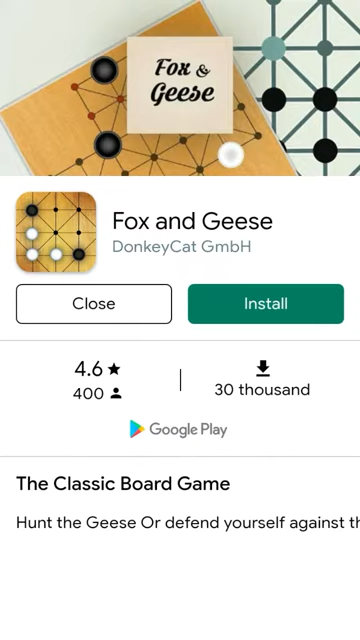 Fox &
Geese
Fox and Geese
DonkeyCat GmbH
Close
Install
4.6
400
30 thousand
Google Play
The Classic Board Game
Hunt the Geese Or defend yourself against th